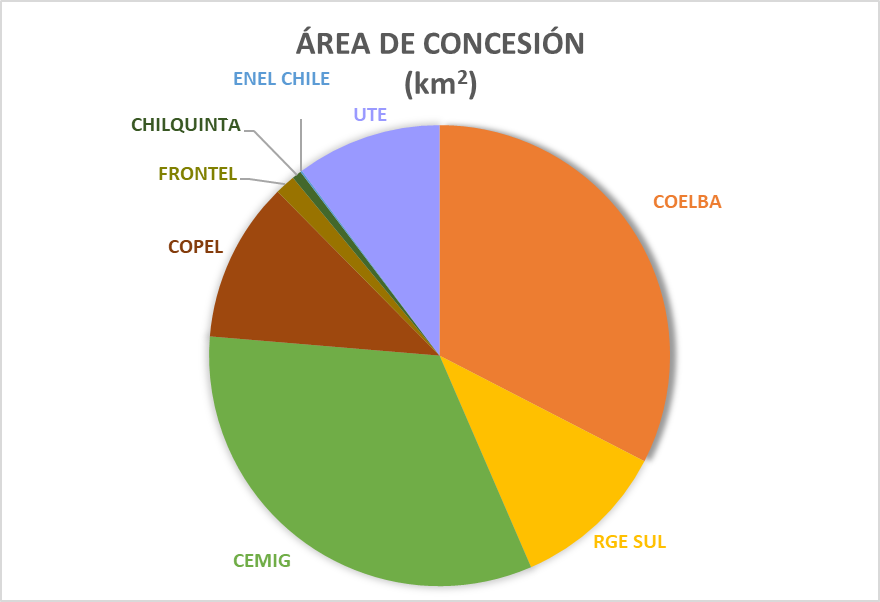 ÁREA DE CONCESIÓN
(km²)
ENEL CHILE
UTE
CHILQUINTA
FRONTEL
COELBA
COPEL
RGE SUL
CEMIG